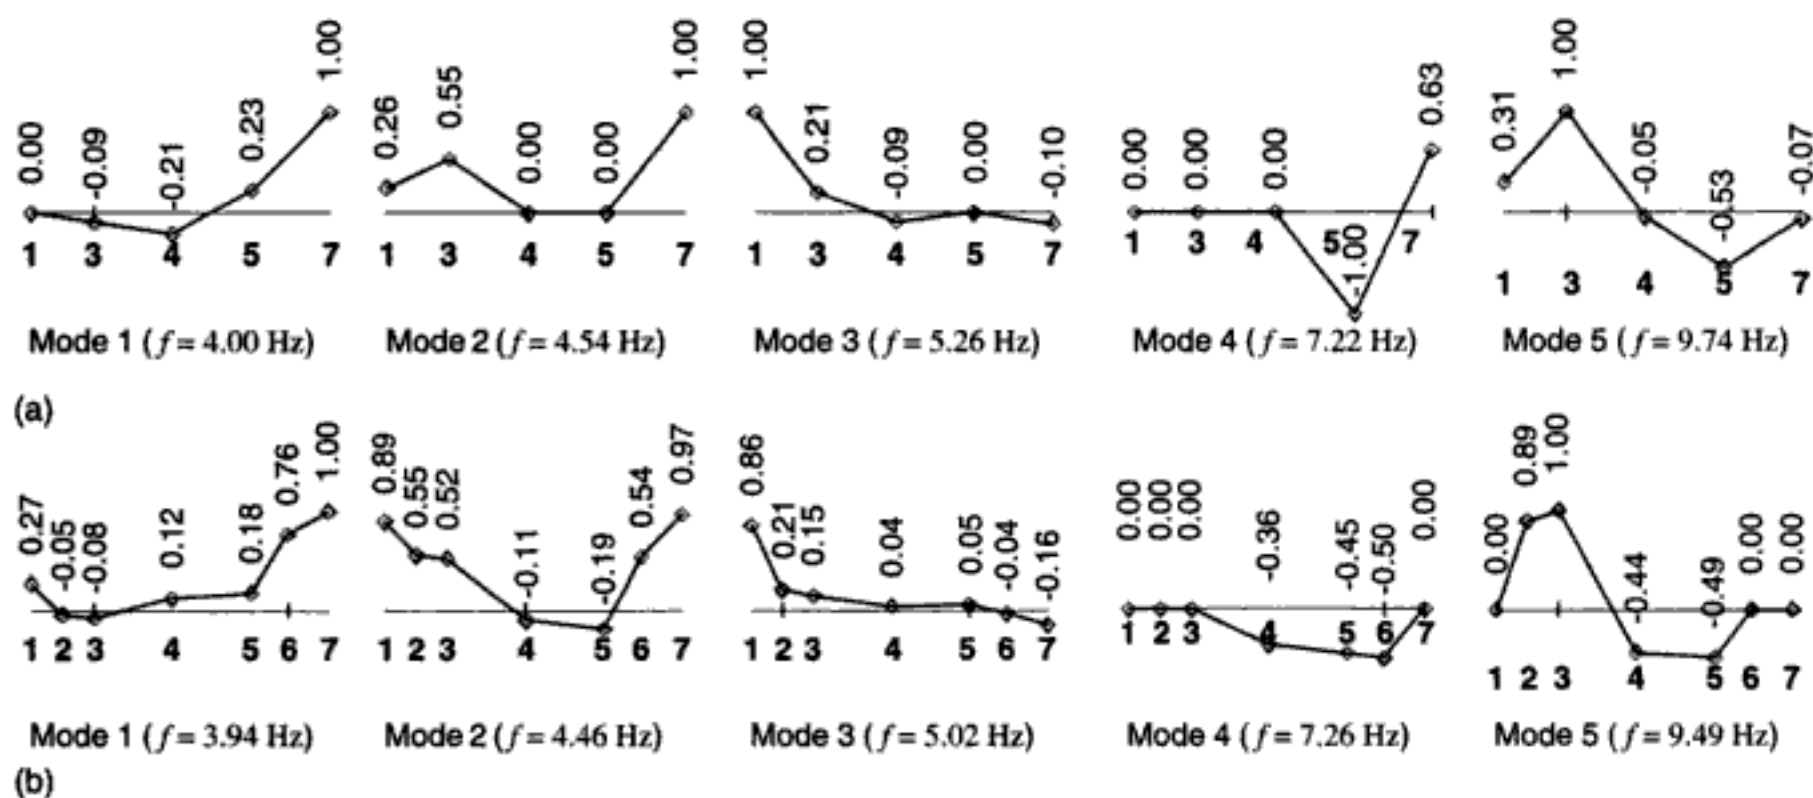 0.00 -0.09 -0.21 0.23 1.00
1 3 4 5 7
Mode 1 (f = 4.00 Hz)
0.26 0.55 0.00 0.00 1.00
1 3 4 5 7
Mode 2 (f = 4.54 Hz)
1.00 0.21 -0.09 0.00 -0.10
1 3 4 5 7
Mode 3 (f = 5.26 Hz)
0.00 0.00 0.00 -1.00 0.63
1 3 4 5 7
Mode 4 (f = 7.22 Hz)
0.31 1.00 -0.05 -0.53 -0.07
1 3 4 5 7
Mode 5 (f = 9.74 Hz)
(a)
0.27 -0.05 -0.08 0.12 0.18 0.76 1.00
1 2 3 4 5 6 7
Mode 1 (f = 3.94 Hz)
0.89 0.55 0.52 -0.11 -0.19 0.54 0.97
1 2 3 4 5 6 7
Mode 2 (f = 4.46 Hz)
0.86 0.21 0.15 0.04 0.05 -0.04 -0.16
1 2 3 4 5 6 7
Mode 3 (f = 5.02 Hz)
0.00 0.00 0.00 -0.36 -0.45 -0.50 0.00
1 2 3 4 5 6 7
Mode 4 (f = 7.26 Hz)
0.00 0.89 1.00 -0.44 -0.49 0.00 0.00
1 2 3 4 5 6 7
Mode 5 (f = 9.49 Hz)
(b)